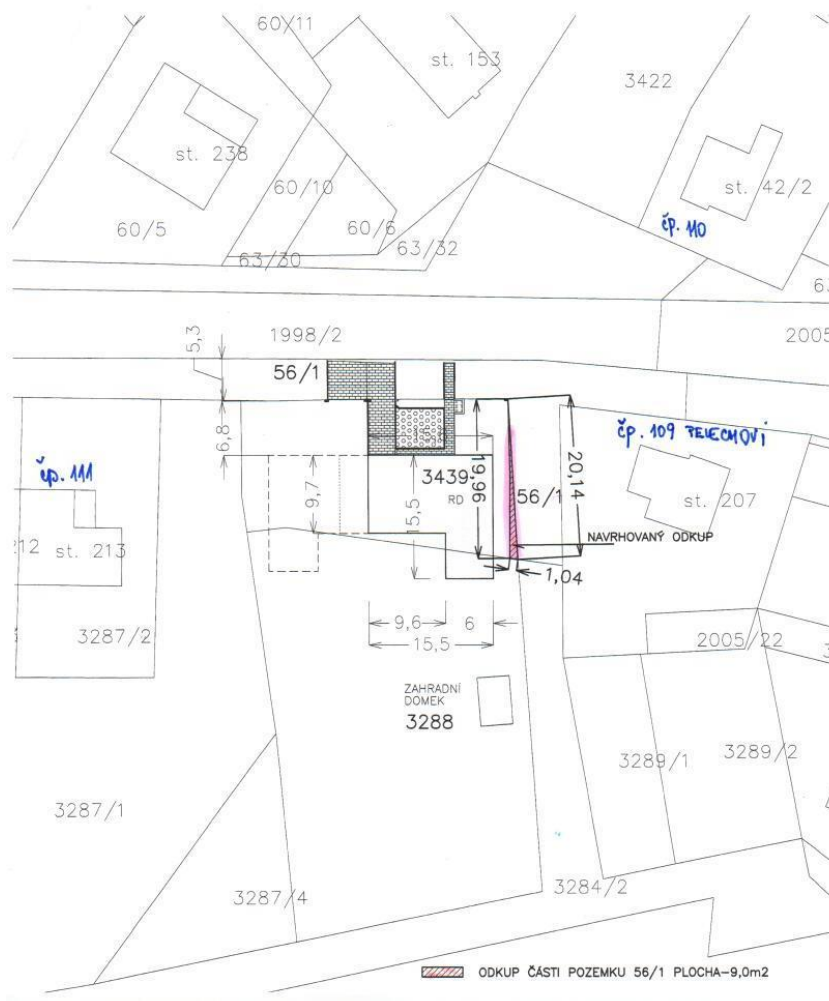 60/11
st. 153
3422
st. 238
st. 42/2
60/10
60/5
60/6
čp. 110
63/32
63/30
5,3
1998/2
2005
56/1
6,8
čp. 109 PELECHOVI
čp. 111
3439
RD
9,7
15,5
19,96
56/1
20,14
st. 207
NAVRHOVANÝ ODKUP
212
st. 213
1,04
9,6
6
15,5
3287/2
2005/22
ZAHRADNÍ
DOMEK
3288
3289/1
3289/2
3287/1
3287/4
3284/2
ODKUP ČÁSTI POZEMKU 56/1 PLOCHA-9,0m2